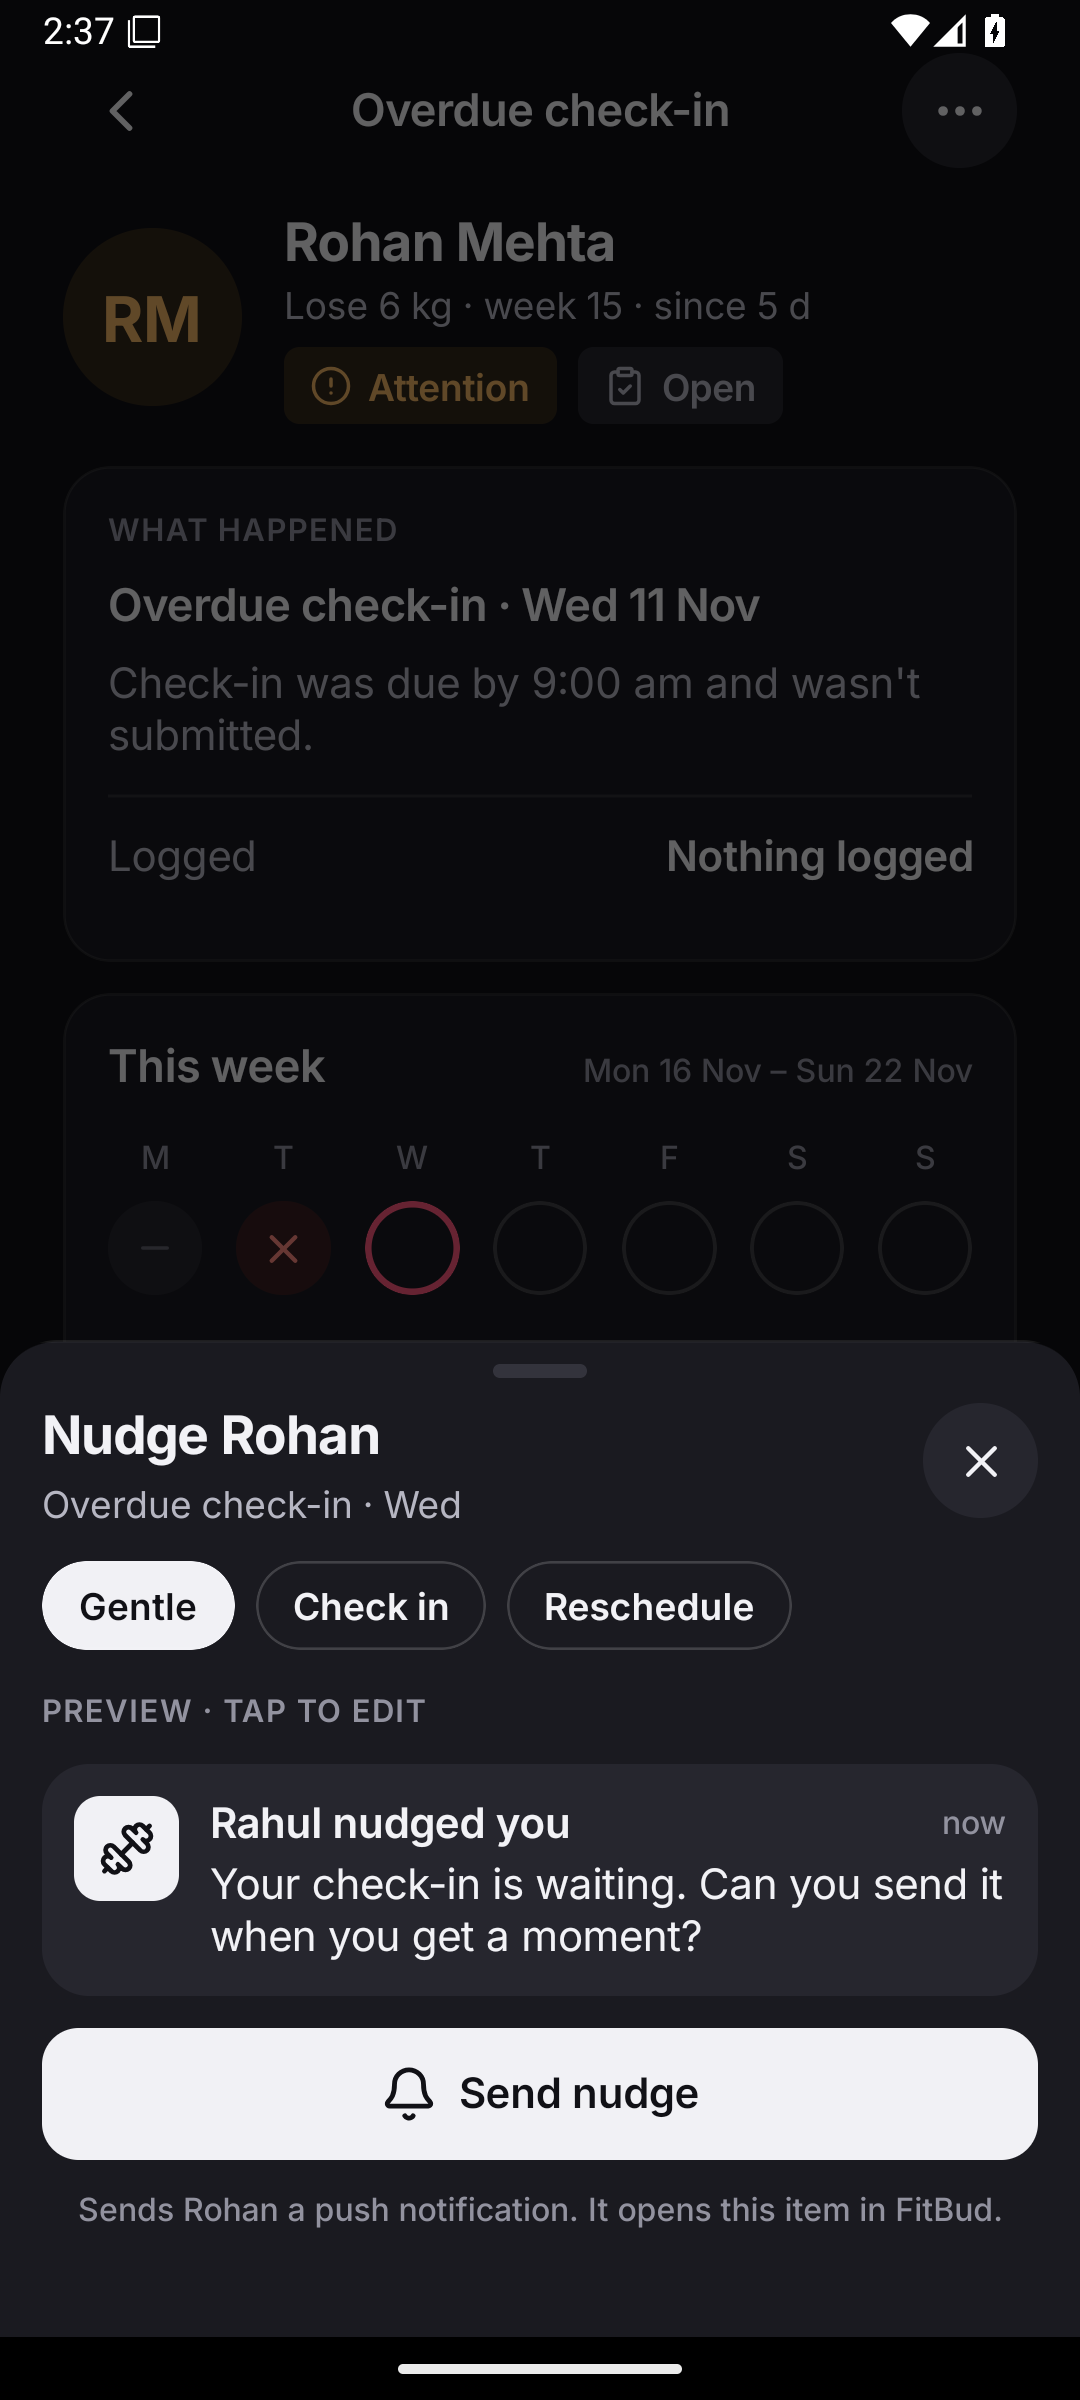 2:37
Overdue check-in
RM
Rohan Mehta
Lose 6 kg · week 15 · since 5 d
Attention
Open
WHAT HAPPENED
Overdue check-in · Wed 11 Nov
Check-in was due by 9:00 am and wasn't
submitted.
Logged
Nothing logged
This week
Mon 16 Nov – Sun 22 Nov
M T W T F S S
Nudge Rohan
Overdue check-in · Wed
Gentle
Check in
Reschedule
PREVIEW · TAP TO EDIT
Rahul nudged you
now
Your check-in is waiting. Can you send it
when you get a moment?
Send nudge
Sends Rohan a push notification. It opens this item in FitBud.